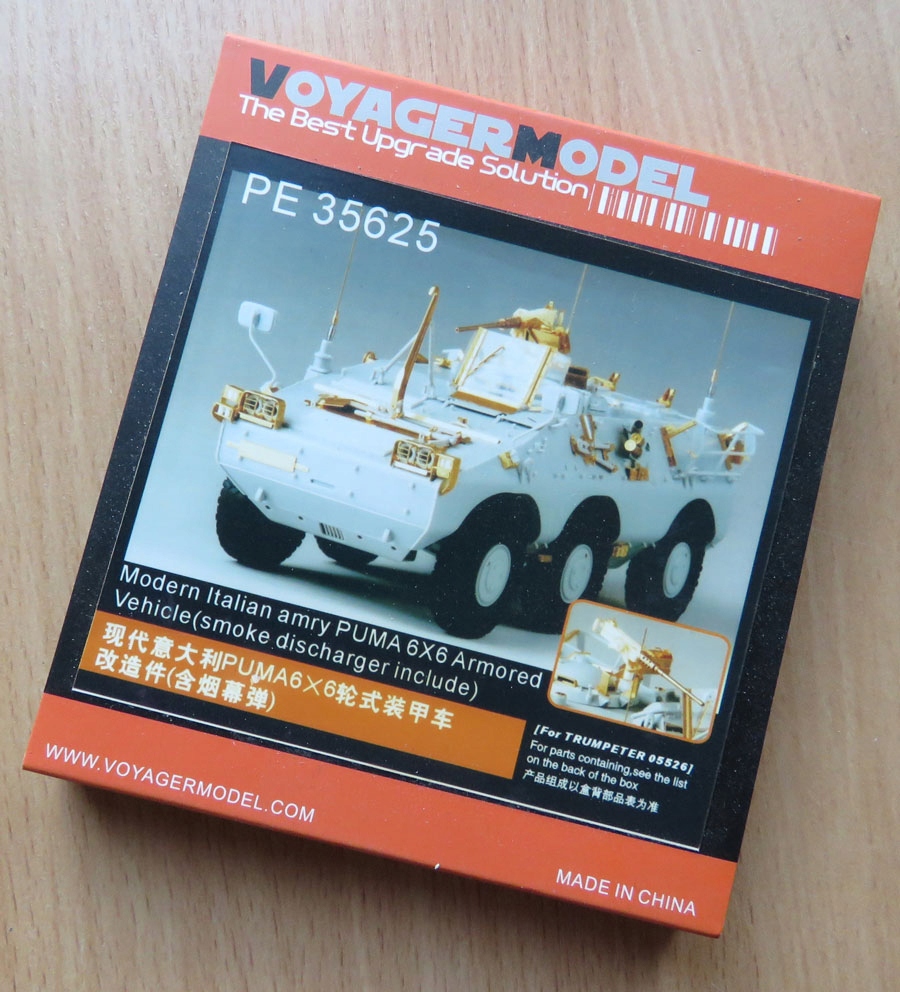 VOYAGERMODEL
The Best Upgrade Solution
PE 35625
Modern Italian amry PUMA 6X6 Armored
Vehicle(smoke discharger include)
现代意大利PUMA6×6轮式装甲车
改造件(含烟幕弹)
[For TRUMPETER 05526]
For parts containing,see the list
on the back of the box
产品组成以盒背部品表为准
WWW.VOYAGERMODEL.COM
MADE IN CHINA